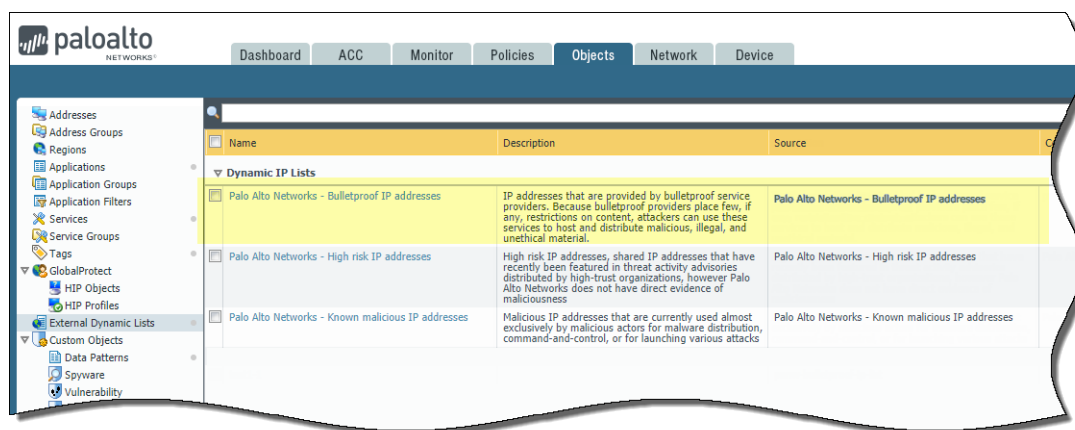 paloalto
NETWORKS®
Dashboard ACC Monitor Policies Objects Network Device
Addresses
Address Groups
Regions
Applications
Application Groups
Application Filters
Services
Service Groups
Tags
GlobalProtect
HIP Objects
HIP Profiles
External Dynamic Lists
Custom Objects
Data Patterns
Spyware
Vulnerability
Name Description Source
Dynamic IP Lists
Palo Alto Networks - Bulletproof IP addresses
IP addresses that are provided by bulletproof service
providers. Because bulletproof providers place few, if
any, restrictions on content, attackers can use these
services to host and distribute malicious, illegal, and
unethical material.
Palo Alto Networks - Bulletproof IP addresses
Palo Alto Networks - High risk IP addresses
High risk IP addresses, shared IP addresses that have
recently been featured in threat activity advisories
distributed by high-trust organizations, however Palo
Alto Networks does not have direct evidence of
maliciousness
Palo Alto Networks - High risk IP addresses
Palo Alto Networks - Known malicious IP addresses
Malicious IP addresses that are currently used almost
exclusively by malicious actors for malware distribution,
command-and-control, or for launching various attacks
Palo Alto Networks - Known malicious IP addresses